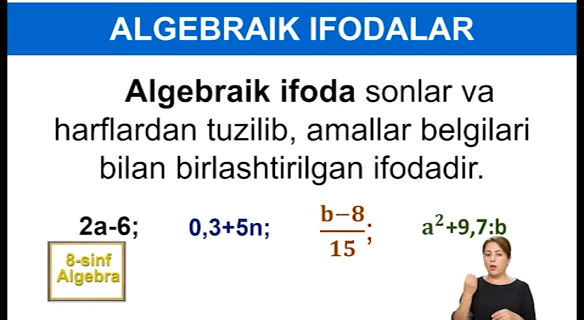 ALGEBRAIK IFODALAR
Algebraik ifoda sonlar va
harflardan tuzilib, amallar belgilari
bilan birlashtirilgan ifodadir.
2a-6; 0,3+5n; b−8/15; a²+9,7:b
8-sinf
Algebra